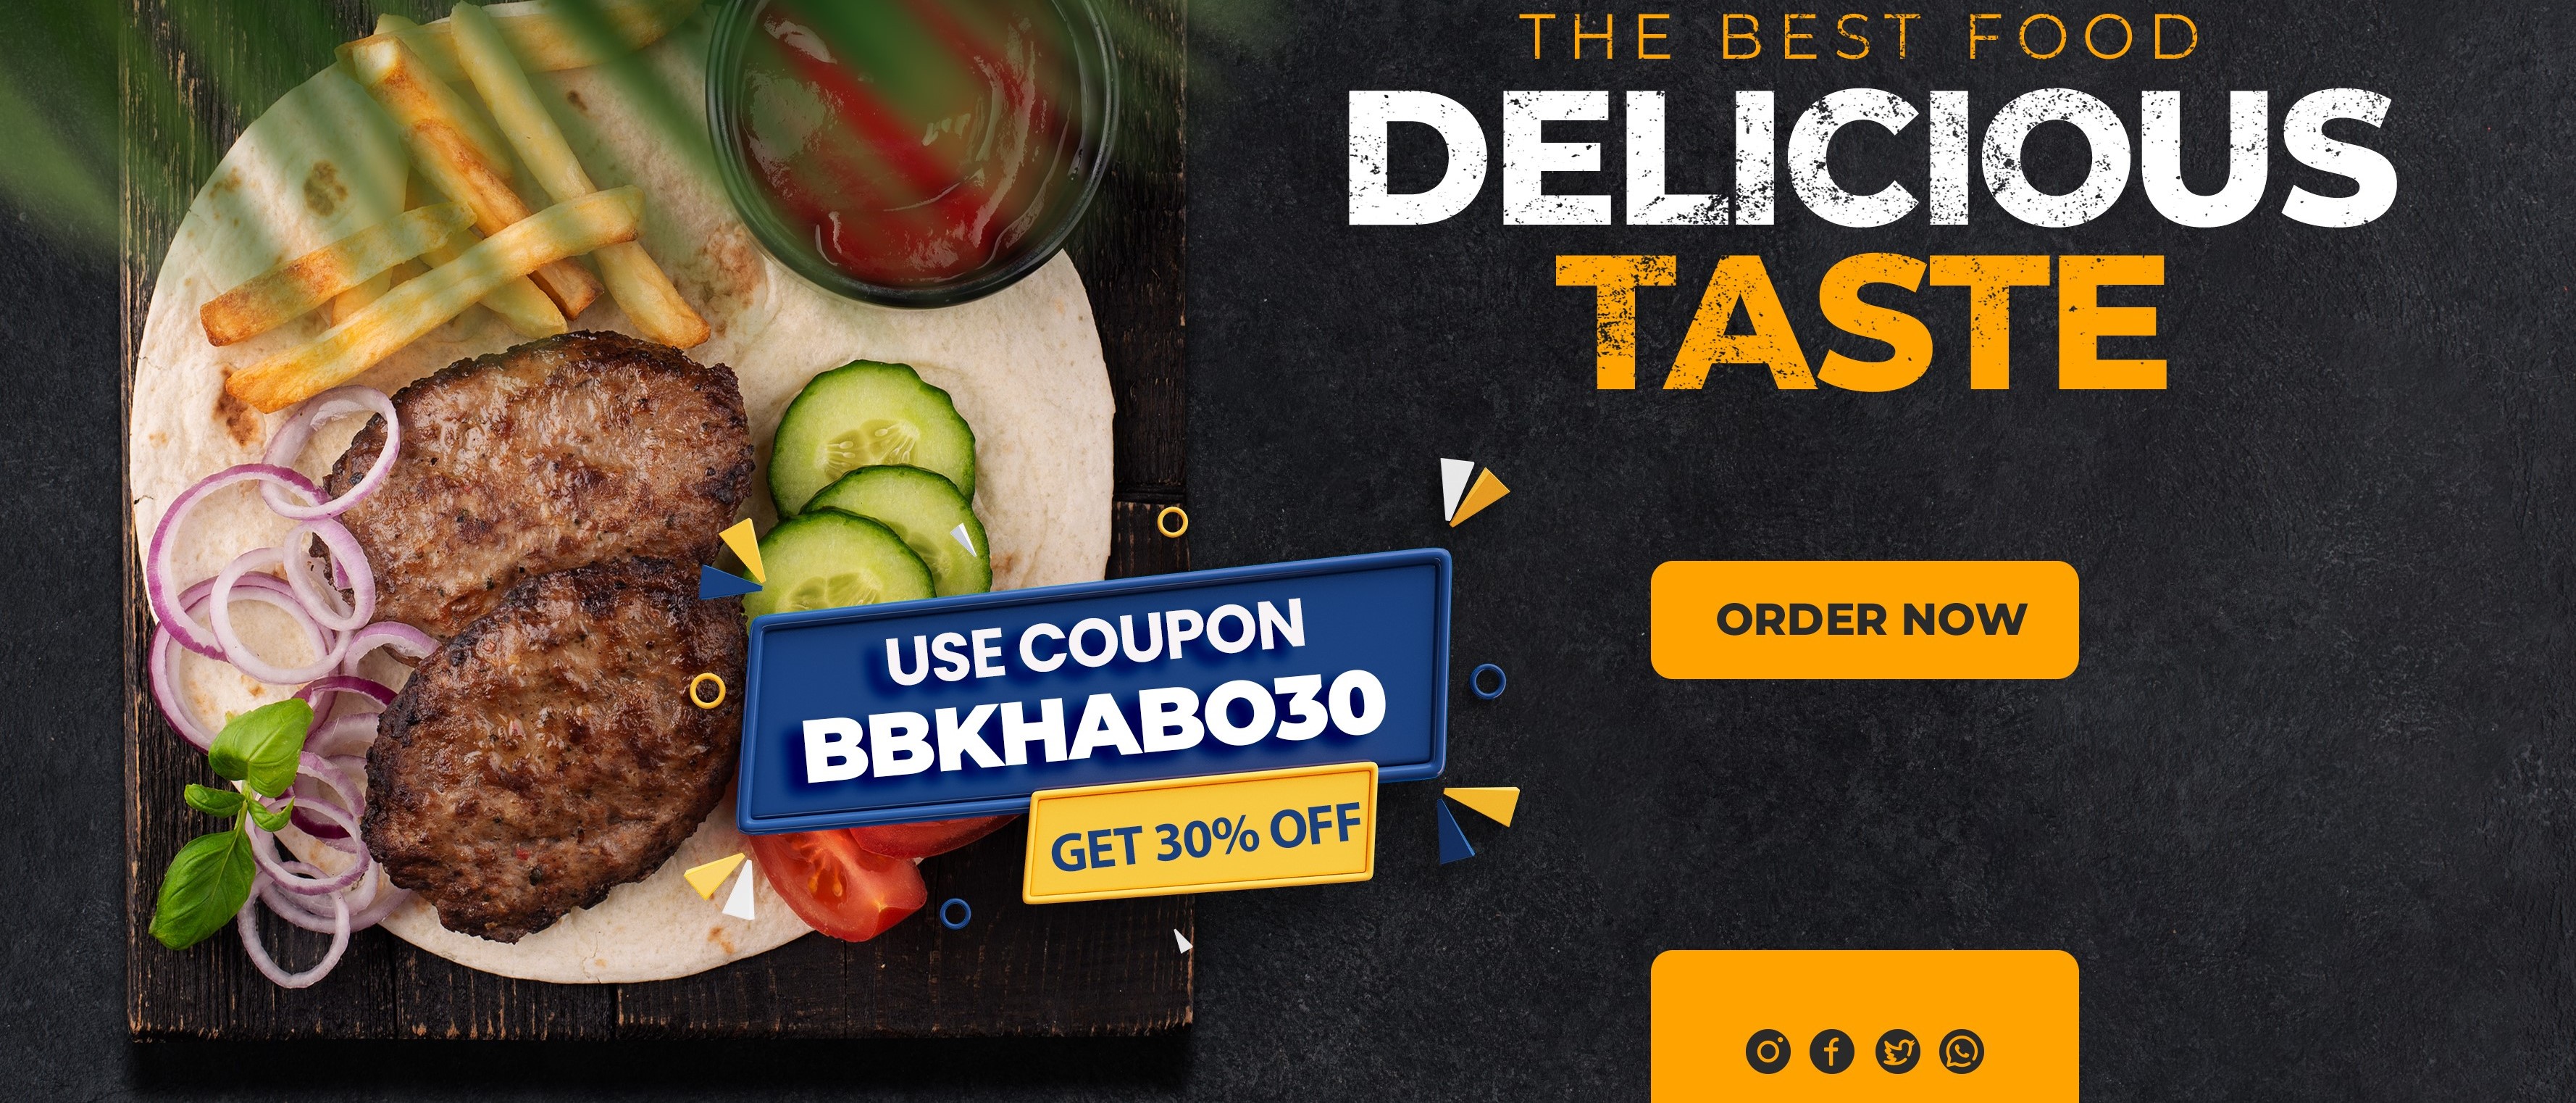 THE BEST FOOD
DELICIOUS
TASTE
USE COUPON
BBKHABO30
GET 30% OFF
ORDER NOW